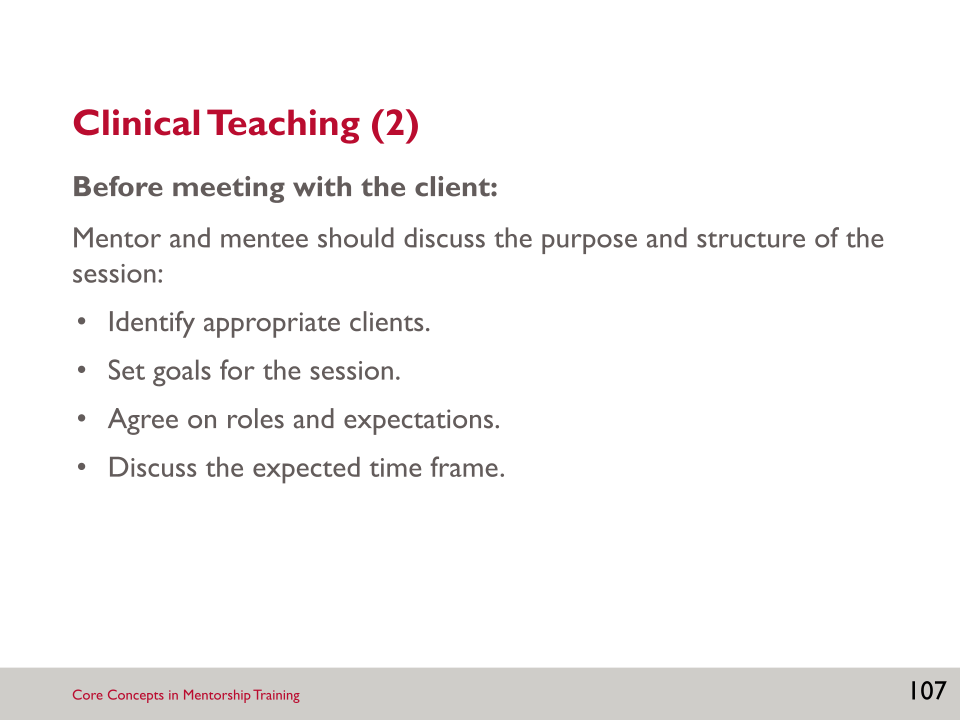 Clinical Teaching (2)
Before meeting with the client:
Mentor and mentee should discuss the purpose and structure of the
session:
• Identify appropriate clients.
• Set goals for the session.
• Agree on roles and expectations.
• Discuss the expected time frame.
Core Concepts in Mentorship Training
107